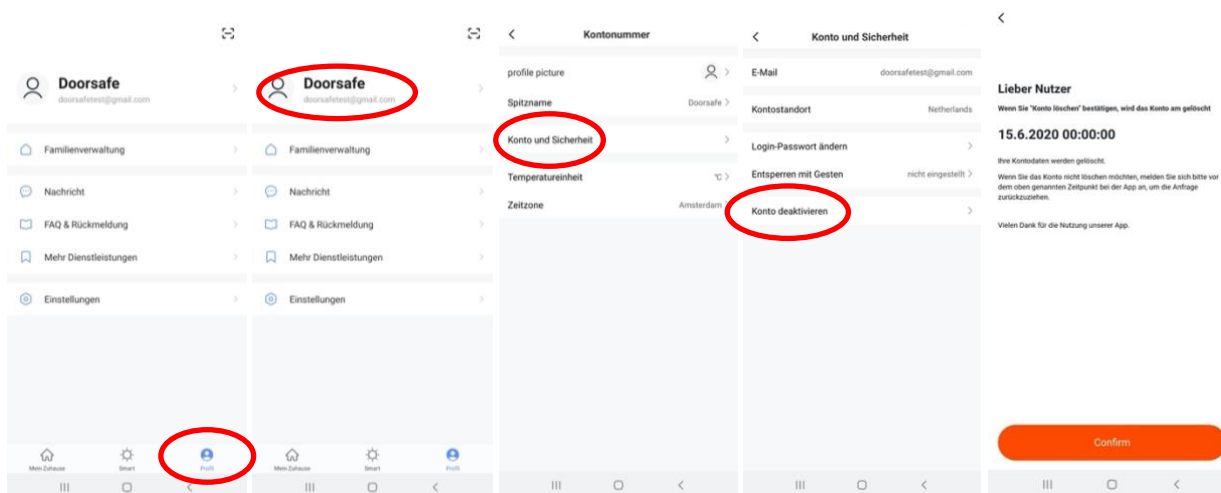 Doorsafe
doorsafetest@gmail.com
Familienverwaltung
Nachricht
FAQ & Rückmeldung
Mehr Dienstleistungen
Einstellungen
Mein Zuhause
Smart
Profil
Doorsafe
doorsafetest@gmail.com
Familienverwaltung
Nachricht
FAQ & Rückmeldung
Mehr Dienstleistungen
Einstellungen
Mein Zuhause
Smart
Profil
Kontonummer
profile picture
Spitzname Doorsafe
Konto und Sicherheit
Temperatureinheit °C
Zeitzone Amsterdam
Konto und Sicherheit
E-Mail doorsafetest@gmail.com
Kontostandort Netherlands
Login-Passwort ändern
Entsperren mit Gesten nicht eingestellt
Konto deaktivieren
Lieber Nutzer
Wenn Sie "Konto löschen" bestätigen, wird das Konto am gelöscht
15.6.2020 00:00:00
Ihre Kontodaten werden gelöscht.
Wenn Sie das Konto nicht löschen möchten, melden Sie sich bitte vor
dem oben genannten Zeitpunkt bei der App an, um die Anfrage
zurückzuziehen.
Vielen Dank für die Nutzung unserer App.
Confirm